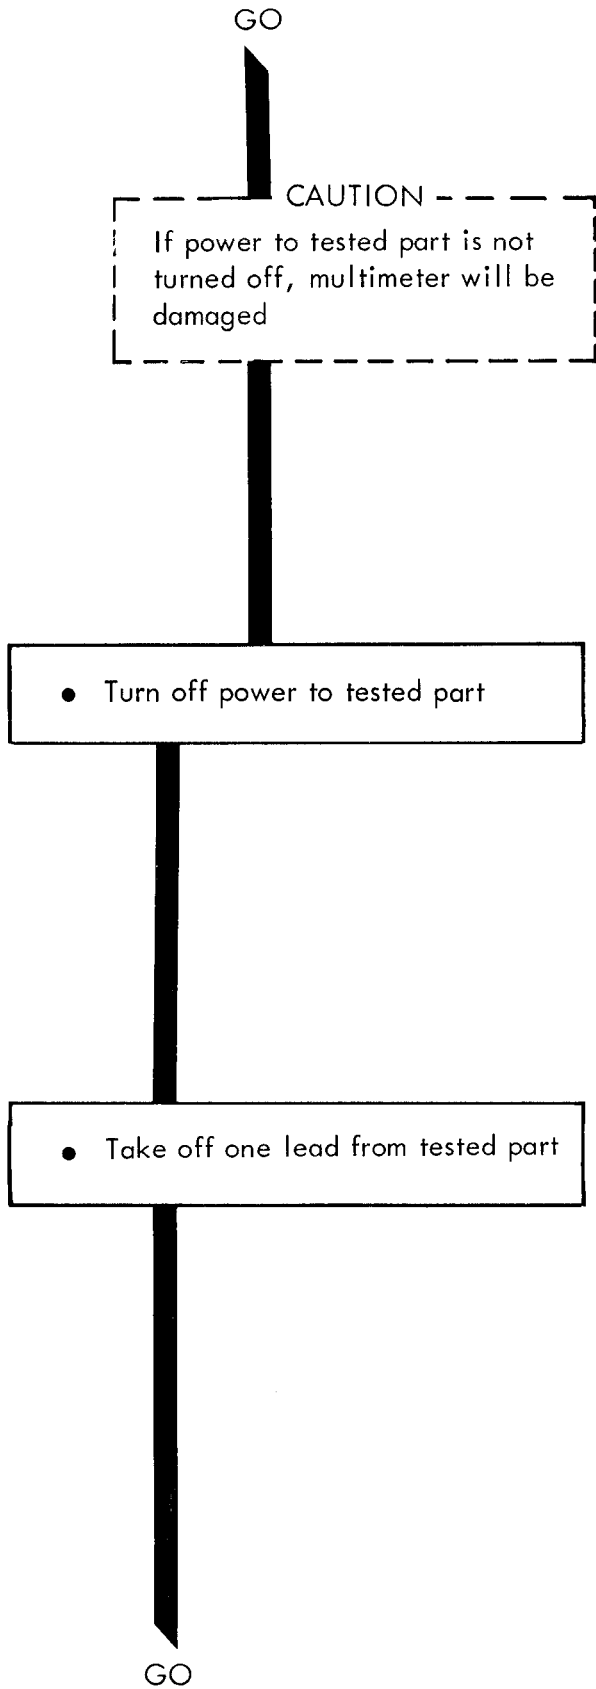 GO
CAUTION
If power to tested part is not
turned off, multimeter will be
damaged
• Turn off power to tested part
• Take off one lead from tested part
GO